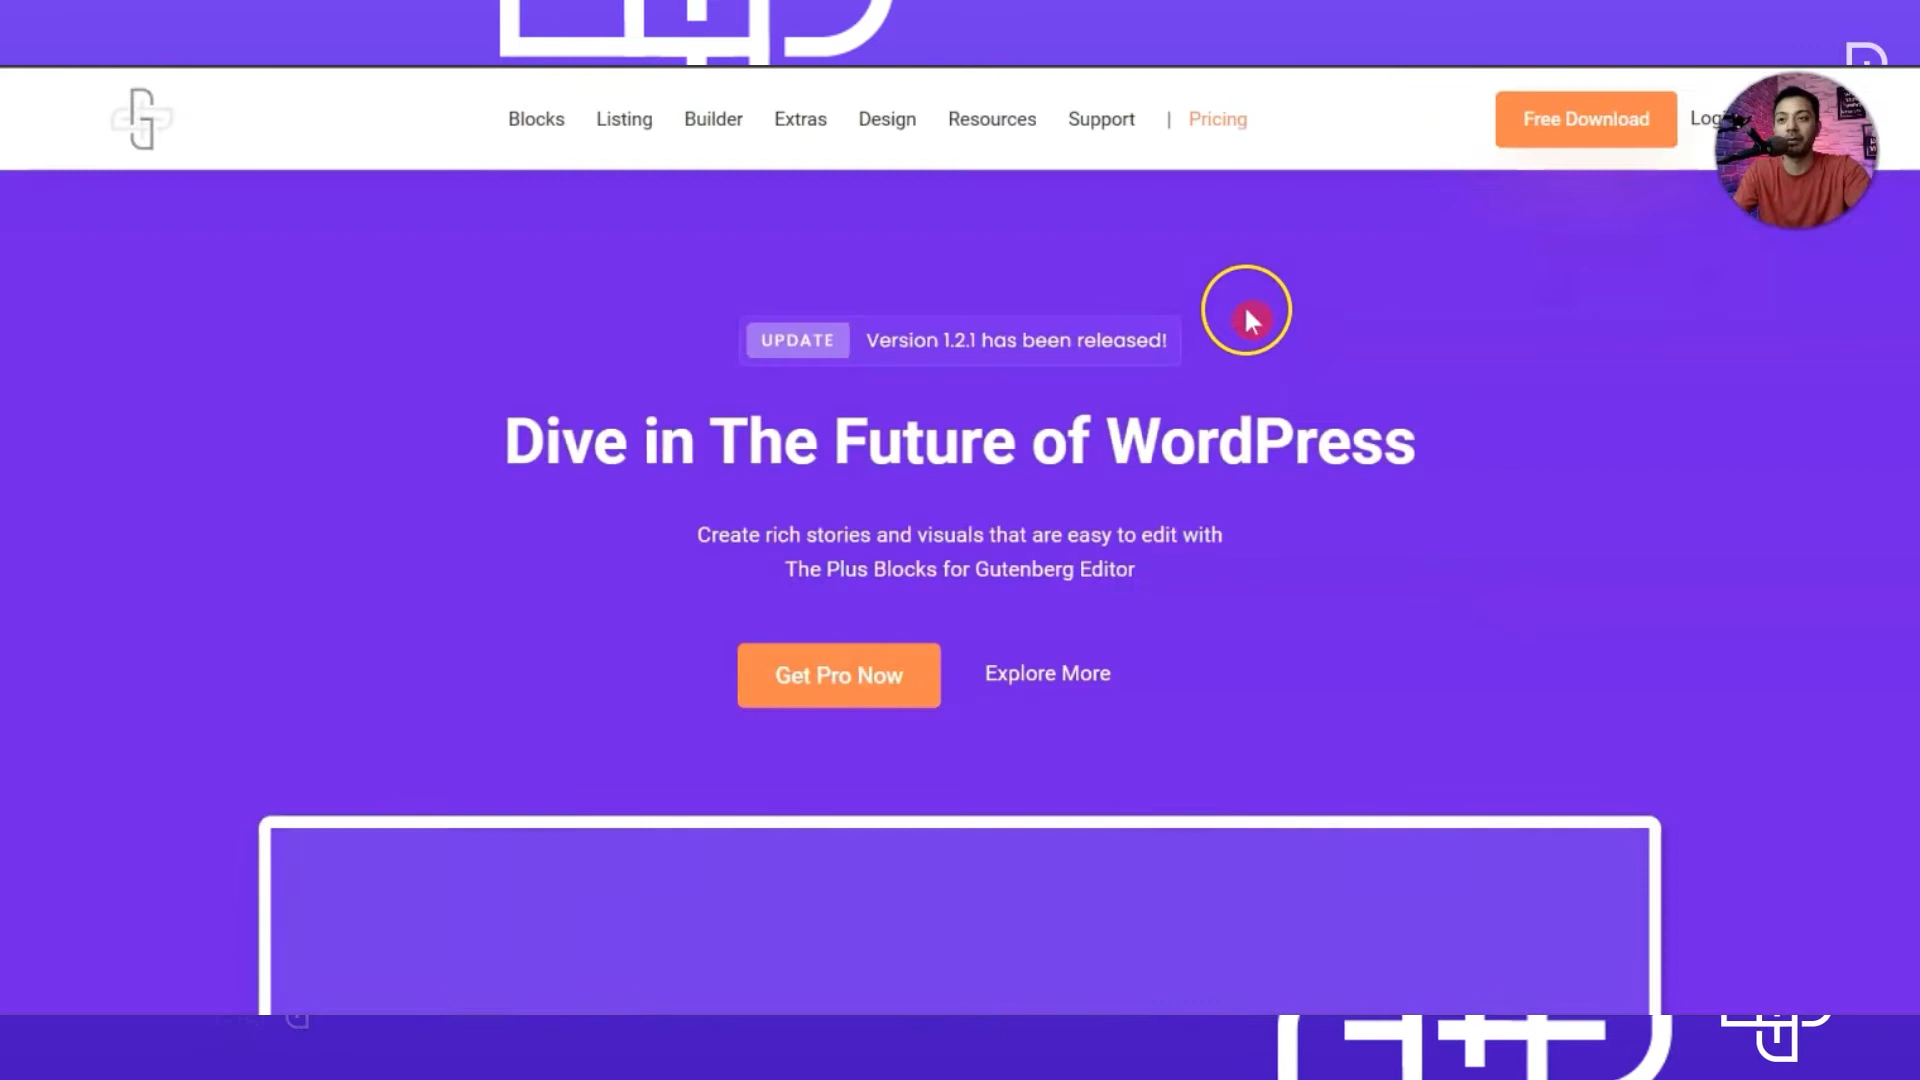 Blocks Listing Builder Extras Design Resources Support | Pricing
Free Download
UPDATE Version 1.2.1 has been released!
Dive in The Future of WordPress
Create rich stories and visuals that are easy to edit with
The Plus Blocks for Gutenberg Editor
Get Pro Now Explore More